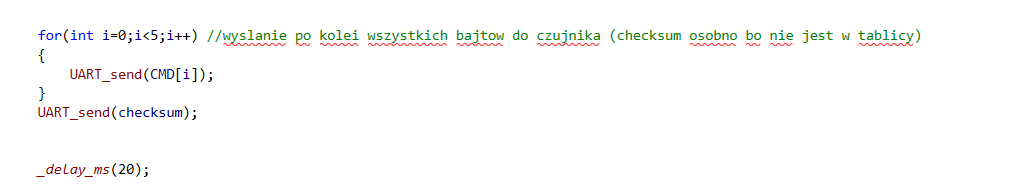 for(int i=0;i<5;i++) //wyslanie po kolei wszystkich bajtow do czujnika (checksum osobno bo nie jest w tablicy)
{
    UART_send(CMD[i]);
}
UART_send(checksum);
_delay_ms(20);